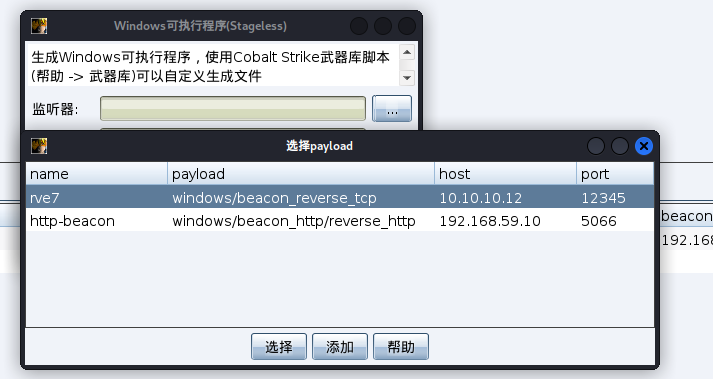 Windows可执行程序(Stageless)
生成Windows可执行程序，使用Cobalt Strike武器库脚本
(帮助 -> 武器库)可以自定义生成文件
监听器:
...
选择payload
name payload host port
rve7 windows/beacon_reverse_tcp 10.10.10.12 12345
http-beacon windows/beacon_http/reverse_http 192.168.59.10 5066
beacon
192.168
选择 添加 帮助